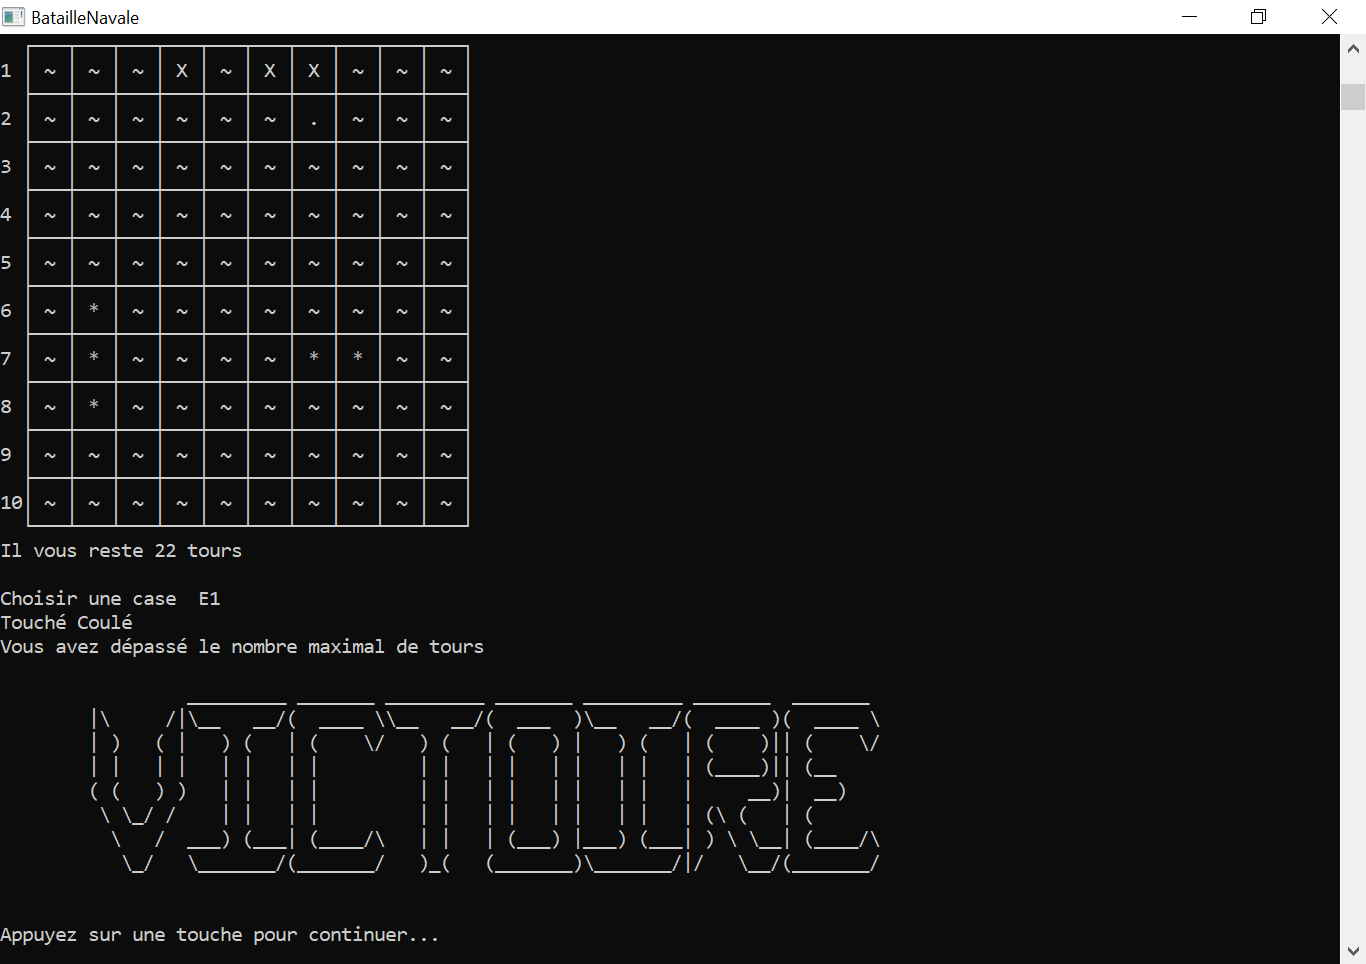 BatailleNavale
1 ~ ~ ~ X ~ X X ~ ~ ~
2 ~ ~ ~ ~ ~ ~ . ~ ~ ~
3 ~ ~ ~ ~ ~ ~ ~ ~ ~ ~
4 ~ ~ ~ ~ ~ ~ ~ ~ ~ ~
5 ~ ~ ~ ~ ~ ~ ~ ~ ~ ~
6 ~ * ~ ~ ~ ~ ~ ~ ~ ~
7 ~ * ~ ~ ~ ~ * * ~ ~
8 ~ * ~ ~ ~ ~ ~ ~ ~ ~
9 ~ ~ ~ ~ ~ ~ ~ ~ ~ ~
10 ~ ~ ~ ~ ~ ~ ~ ~ ~ ~
Il vous reste 22 tours
Choisir une case  E1
Touché Coulé
Vous avez dépassé le nombre maximal de tours
VICTOIRE
Appuyez sur une touche pour continuer...